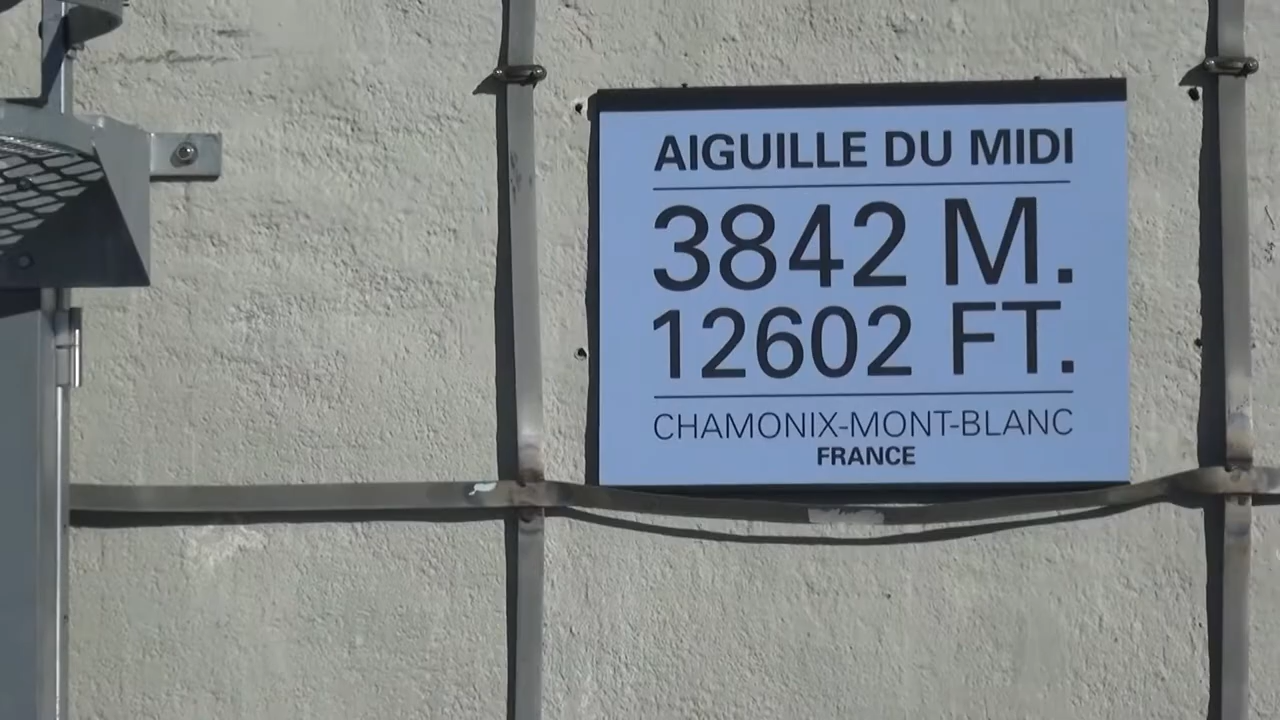 AIGUILLE DU MIDI
3842 M.
12602 FT.
CHAMONIX-MONT-BLANC
FRANCE